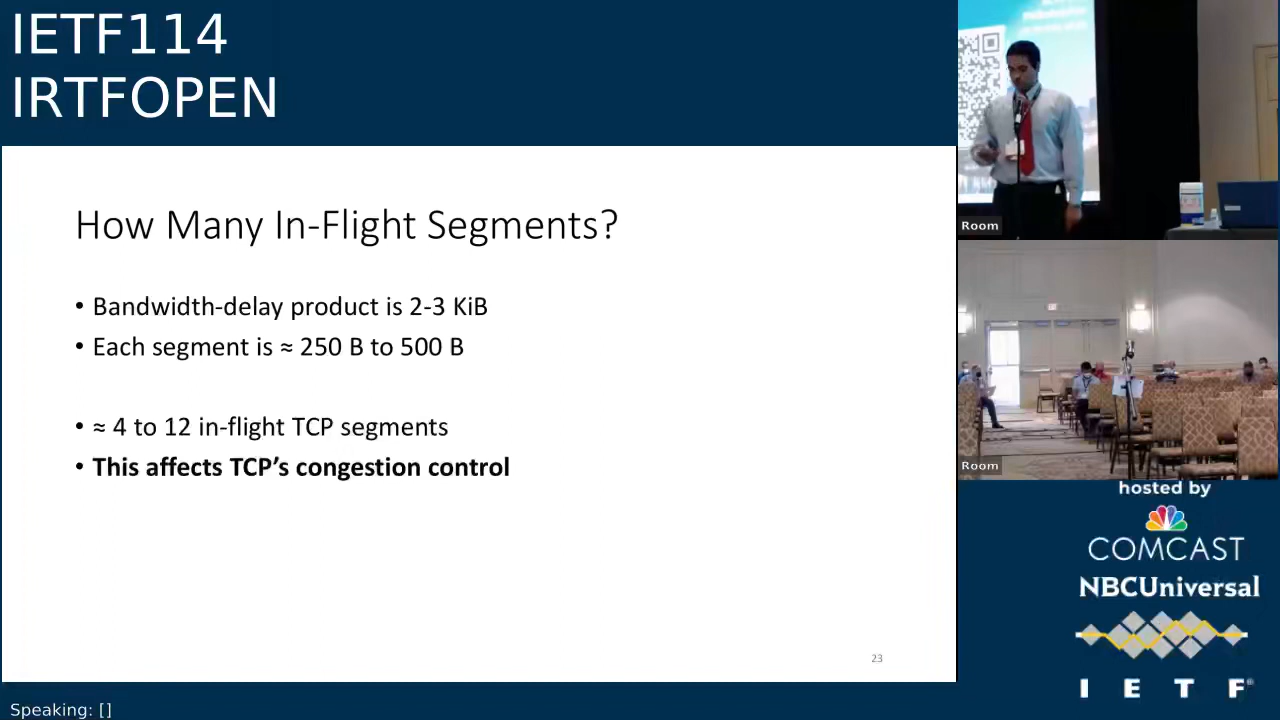 IETF114
IRTFOPEN
How Many In-Flight Segments?
• Bandwidth-delay product is 2-3 KiB
• Each segment is ≈ 250 B to 500 B
• ≈ 4 to 12 in-flight TCP segments
• This affects TCP's congestion control
23
Room
Room
hosted by
COMCAST
NBCUniversal
I E T F®
Speaking: []